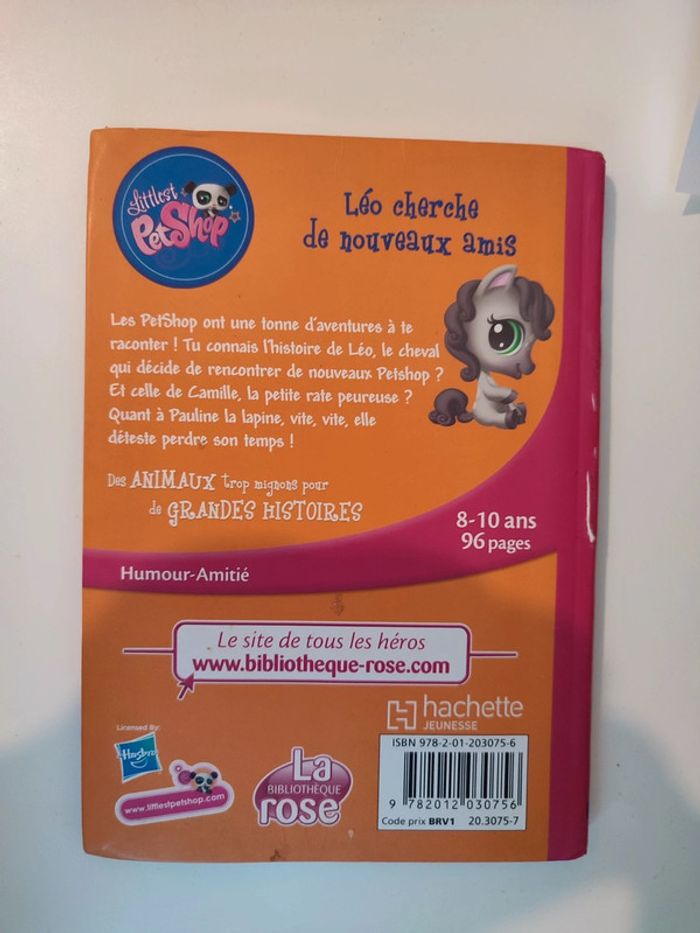 Littlest
PetShop
Léo cherche
de nouveaux amis
Les PetShop ont une tonne d'aventures à te
raconter ! Tu connais l'histoire de Léo, le cheval
qui décide de rencontrer de nouveaux Petshop ?
Et celle de Camille, la petite rate peureuse ?
Quant à Pauline la lapine, vite, vite, elle
déteste perdre son temps !
Des ANIMAUX trop mignons pour
de GRANDES HISTOIRES
8-10 ans
96 pages
Humour-Amitié
Le site de tous les héros
www.bibliotheque-rose.com
hachette
JEUNESSE
Licensed By:
Hasbro
www.littlestpetshop.com
La
BIBLIOTHÈQUE
rose
ISBN 978-2-01-203075-6
9 782012 030756
Code prix BRV1 20.3075-7